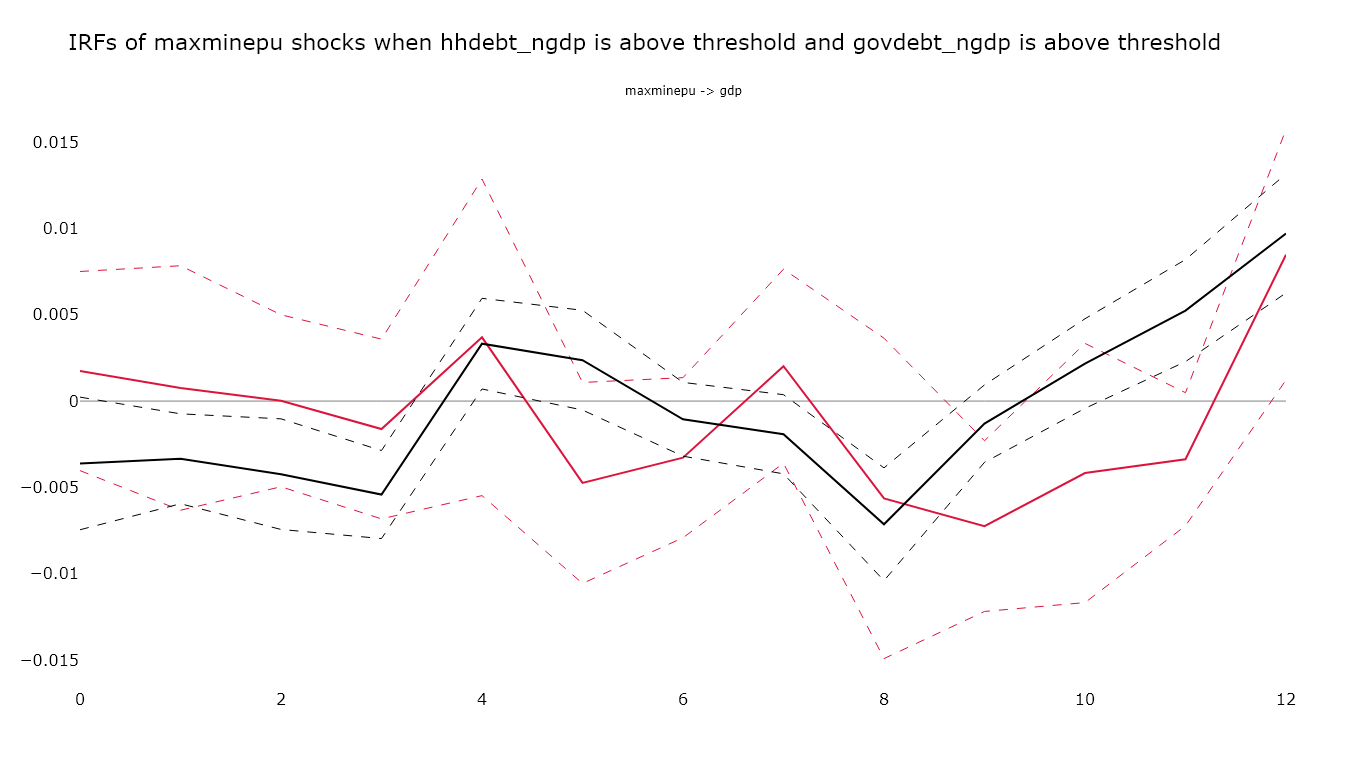 IRFs of maxminepu shocks when hhdebt_ngdp is above threshold and govdebt_ngdp is above threshold
maxminepu -> gdp
0.015
0.01
0.005
0
−0.005
−0.01
−0.015
0 2 4 6 8 10 12